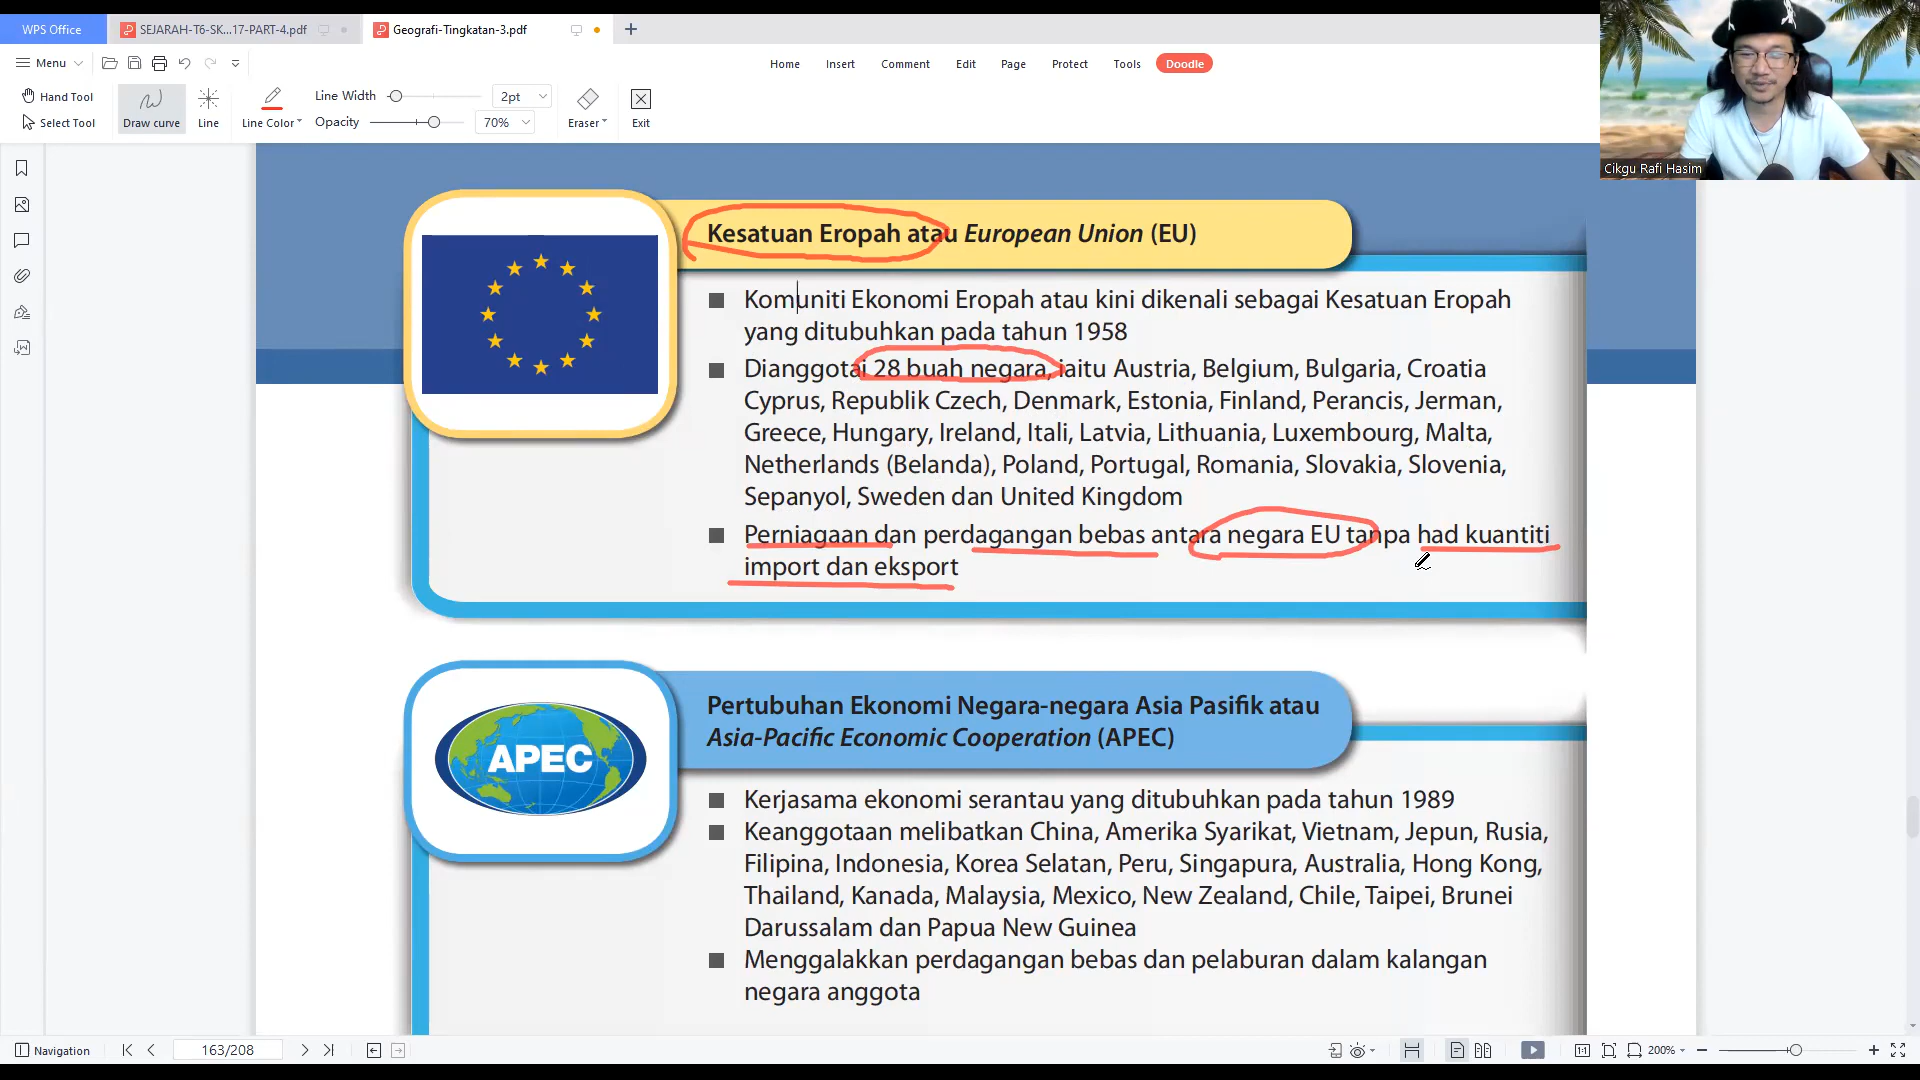 WPS Office
SEJARAH-T6-SK...17-PART-4.pdf
Geografi-Tingkatan-3.pdf
Menu
Home
Insert
Comment
Edit
Page
Protect
Tools
Doodle
Hand Tool
Select Tool
Draw curve
Line
Line Color
Line Width
2pt
Opacity
70%
Eraser
Exit
Cikgu Rafi Hasim
Kesatuan Eropah atau European Union (EU)
Komuniti Ekonomi Eropah atau kini dikenali sebagai Kesatuan Eropah
yang ditubuhkan pada tahun 1958
Dianggotai 28 buah negara, iaitu Austria, Belgium, Bulgaria, Croatia
Cyprus, Republik Czech, Denmark, Estonia, Finland, Perancis, Jerman,
Greece, Hungary, Ireland, Itali, Latvia, Lithuania, Luxembourg, Malta,
Netherlands (Belanda), Poland, Portugal, Romania, Slovakia, Slovenia,
Sepanyol, Sweden dan United Kingdom
Perniagaan dan perdagangan bebas antara negara EU tanpa had kuantiti
import dan eksport
APEC
Pertubuhan Ekonomi Negara-negara Asia Pasifik atau
Asia-Pacific Economic Cooperation (APEC)
Kerjasama ekonomi serantau yang ditubuhkan pada tahun 1989
Keanggotaan melibatkan China, Amerika Syarikat, Vietnam, Jepun, Rusia,
Filipina, Indonesia, Korea Selatan, Peru, Singapura, Australia, Hong Kong,
Thailand, Kanada, Malaysia, Mexico, New Zealand, Chile, Taipei, Brunei
Darussalam dan Papua New Guinea
Menggalakkan perdagangan bebas dan pelaburan dalam kalangan
negara anggota
Navigation
163/208
200%